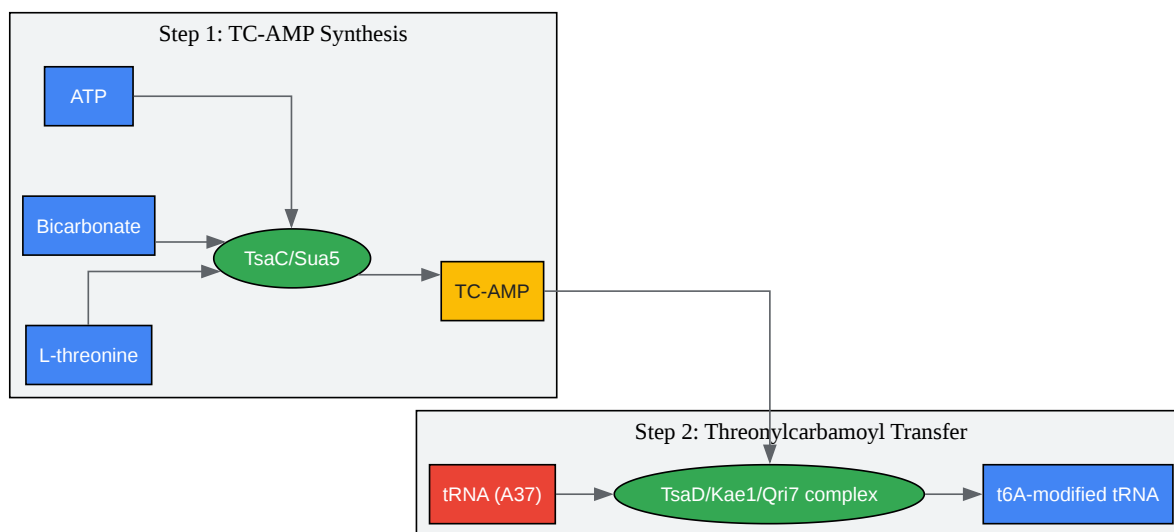 Step 1: TC-AMP Synthesis
ATP
Bicarbonate
TsaC/Sua5
TC-AMP
L-threonine
Step 2: Threonylcarbamoyl Transfer
tRNA (A37)
TsaD/Kae1/Qri7 complex
t6A-modified tRNA